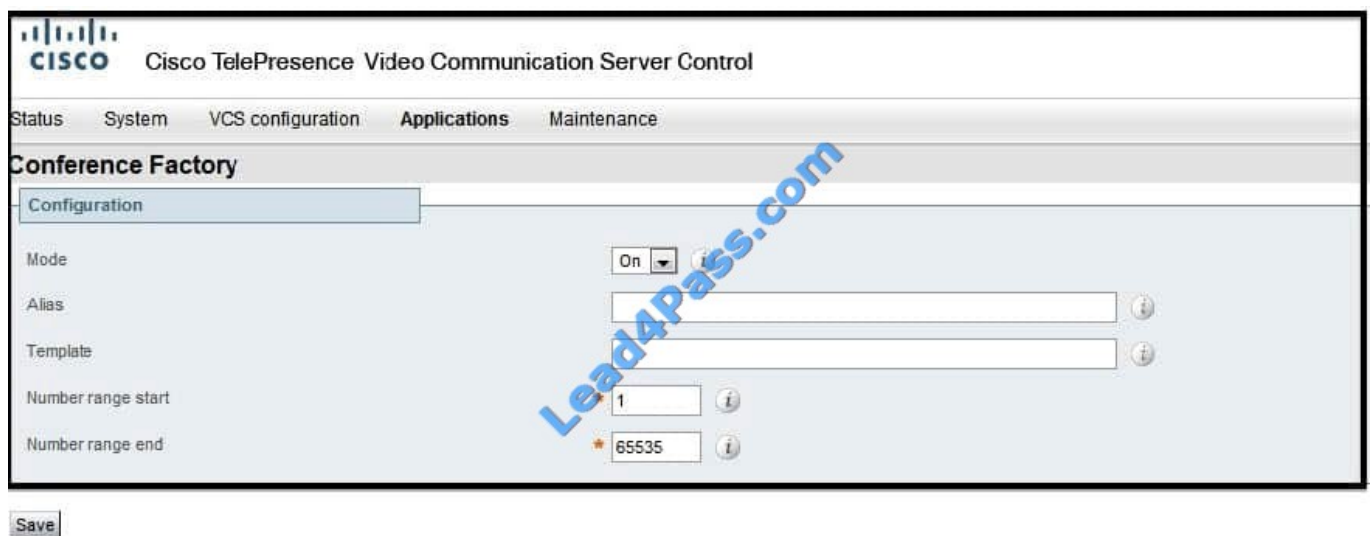 CISCO
Cisco TelePresence Video Communication Server Control
Status System VCS configuration Applications Maintenance
Conference Factory
Configuration
Mode On i
Alias i
Template i
Number range start * 1 i
Number range end * 65535 i
Save
Lead4Pass.com